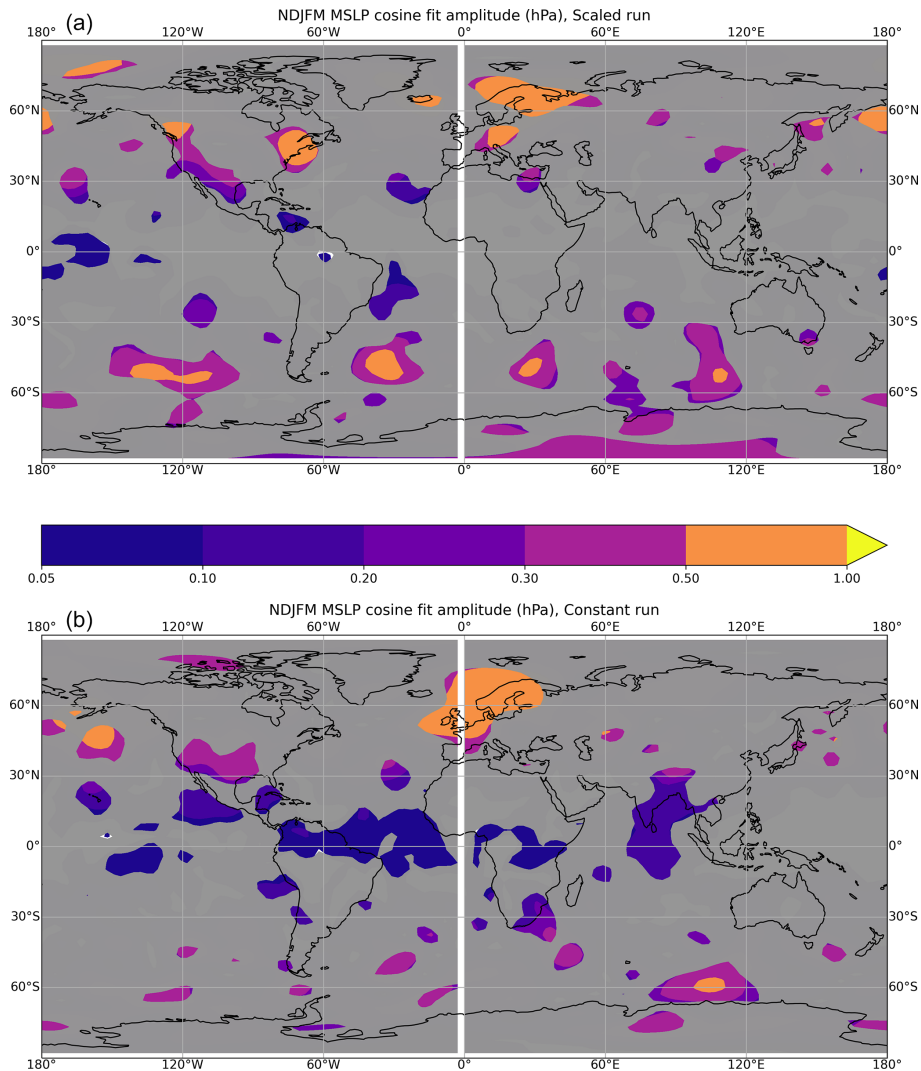 NDJFM MSLP cosine fit amplitude (hPa), Scaled run
(a)
180° 120°W 60°W 0° 60°E 120°E 180°
60°N 60°N
30°N 30°N
0° 0°
30°S 30°S
60°S 60°S
180° 120°W 60°W 0° 60°E 120°E 180°
0.05 0.10 0.20 0.30 0.50 1.00
NDJFM MSLP cosine fit amplitude (hPa), Constant run
(b)
180° 120°W 60°W 0° 60°E 120°E 180°
60°N 60°N
30°N 30°N
0° 0°
30°S 30°S
60°S 60°S
180° 120°W 60°W 0° 60°E 120°E 180°